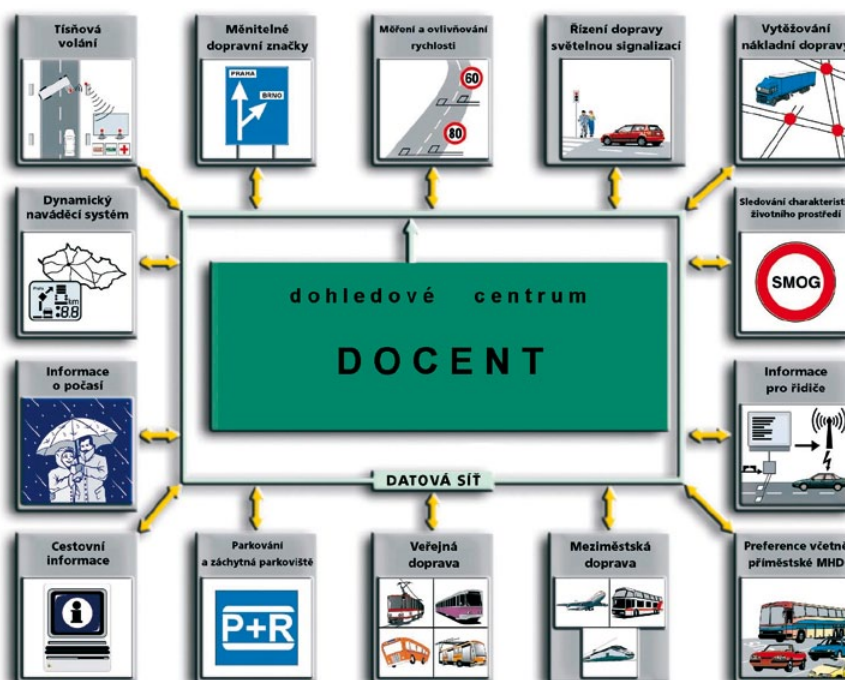 Tísňová
volání
Měnitelné
dopravní značky
Měření a ovlivňování
rychlosti
Řízení dopravy
světelnou signalizací
Vytěžování
nákladní dopravy
PRAHA
BRNO
60
80
Dynamický
naváděcí systém
km
:8.8
Sledování charakterist
životního prostředí
SMOG
dohledové centrum
DOCENT
Informace
o počasí
Informace
pro řidiče
DATOVÁ SÍŤ
Cestovní
informace
i
Parkování
a záchytná parkoviště
P+R
Veřejná
doprava
Meziměstská
doprava
Preference včetně
příměstské MHD